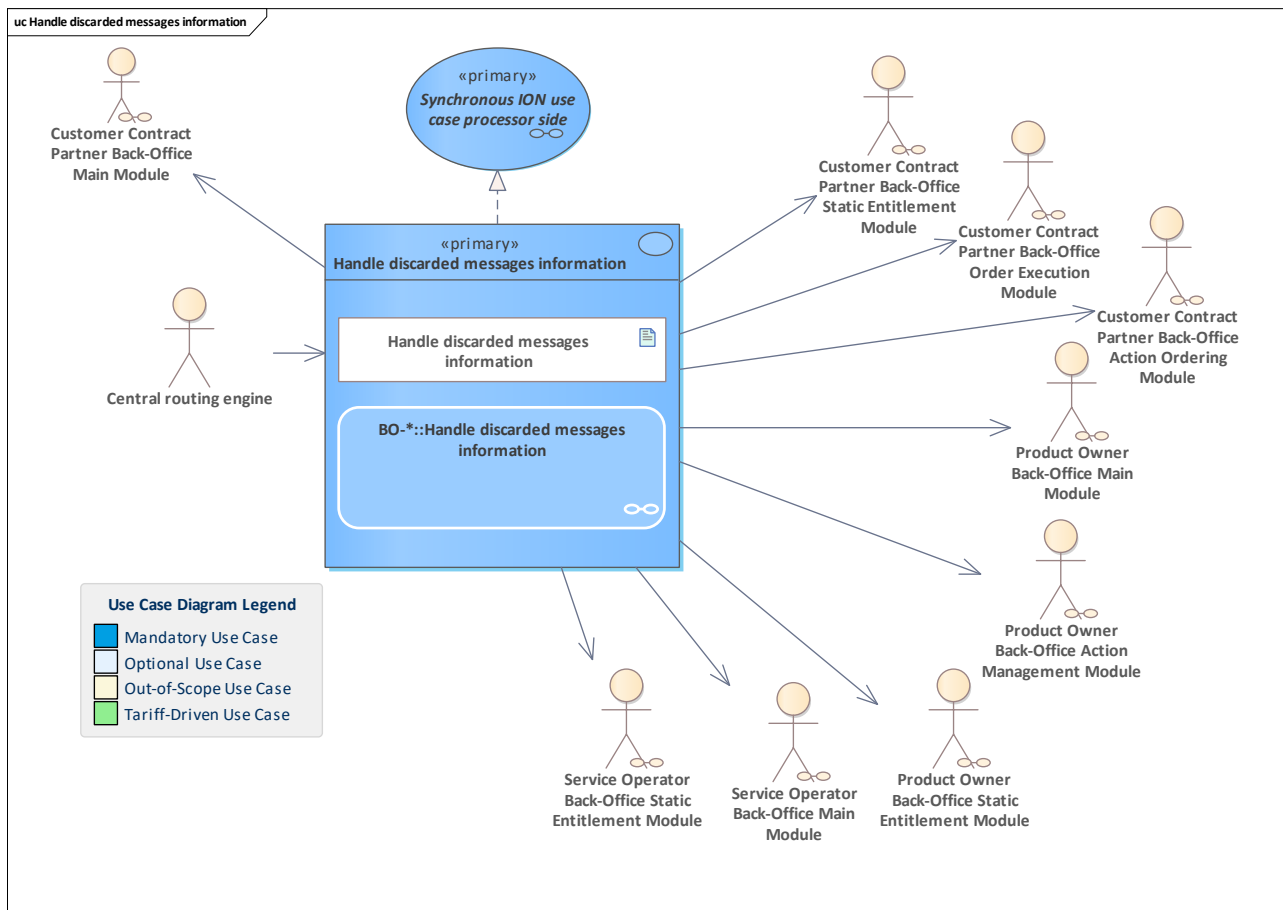 uc Handle discarded messages information
«primary»
Synchronous ION use
case processor side
Customer Contract
Partner Back-Office
Main Module
Customer Contract
Partner Back-Office
Static Entitlement
Module
Customer Contract
Partner Back-Office
Order Execution
Module
Customer Contract
Partner Back-Office
Action Ordering
Module
«primary»
Handle discarded messages information
Handle discarded messages
information
Central routing engine
BO-*::Handle discarded messages
information
Product Owner
Back-Office Main
Module
Product Owner
Back-Office Action
Management Module
Use Case Diagram Legend
Mandatory Use Case
Optional Use Case
Out-of-Scope Use Case
Tariff-Driven Use Case
Service Operator
Back-Office Static
Entitlement Module
Service Operator
Back-Office Main
Module
Product Owner
Back-Office Static
Entitlement Module